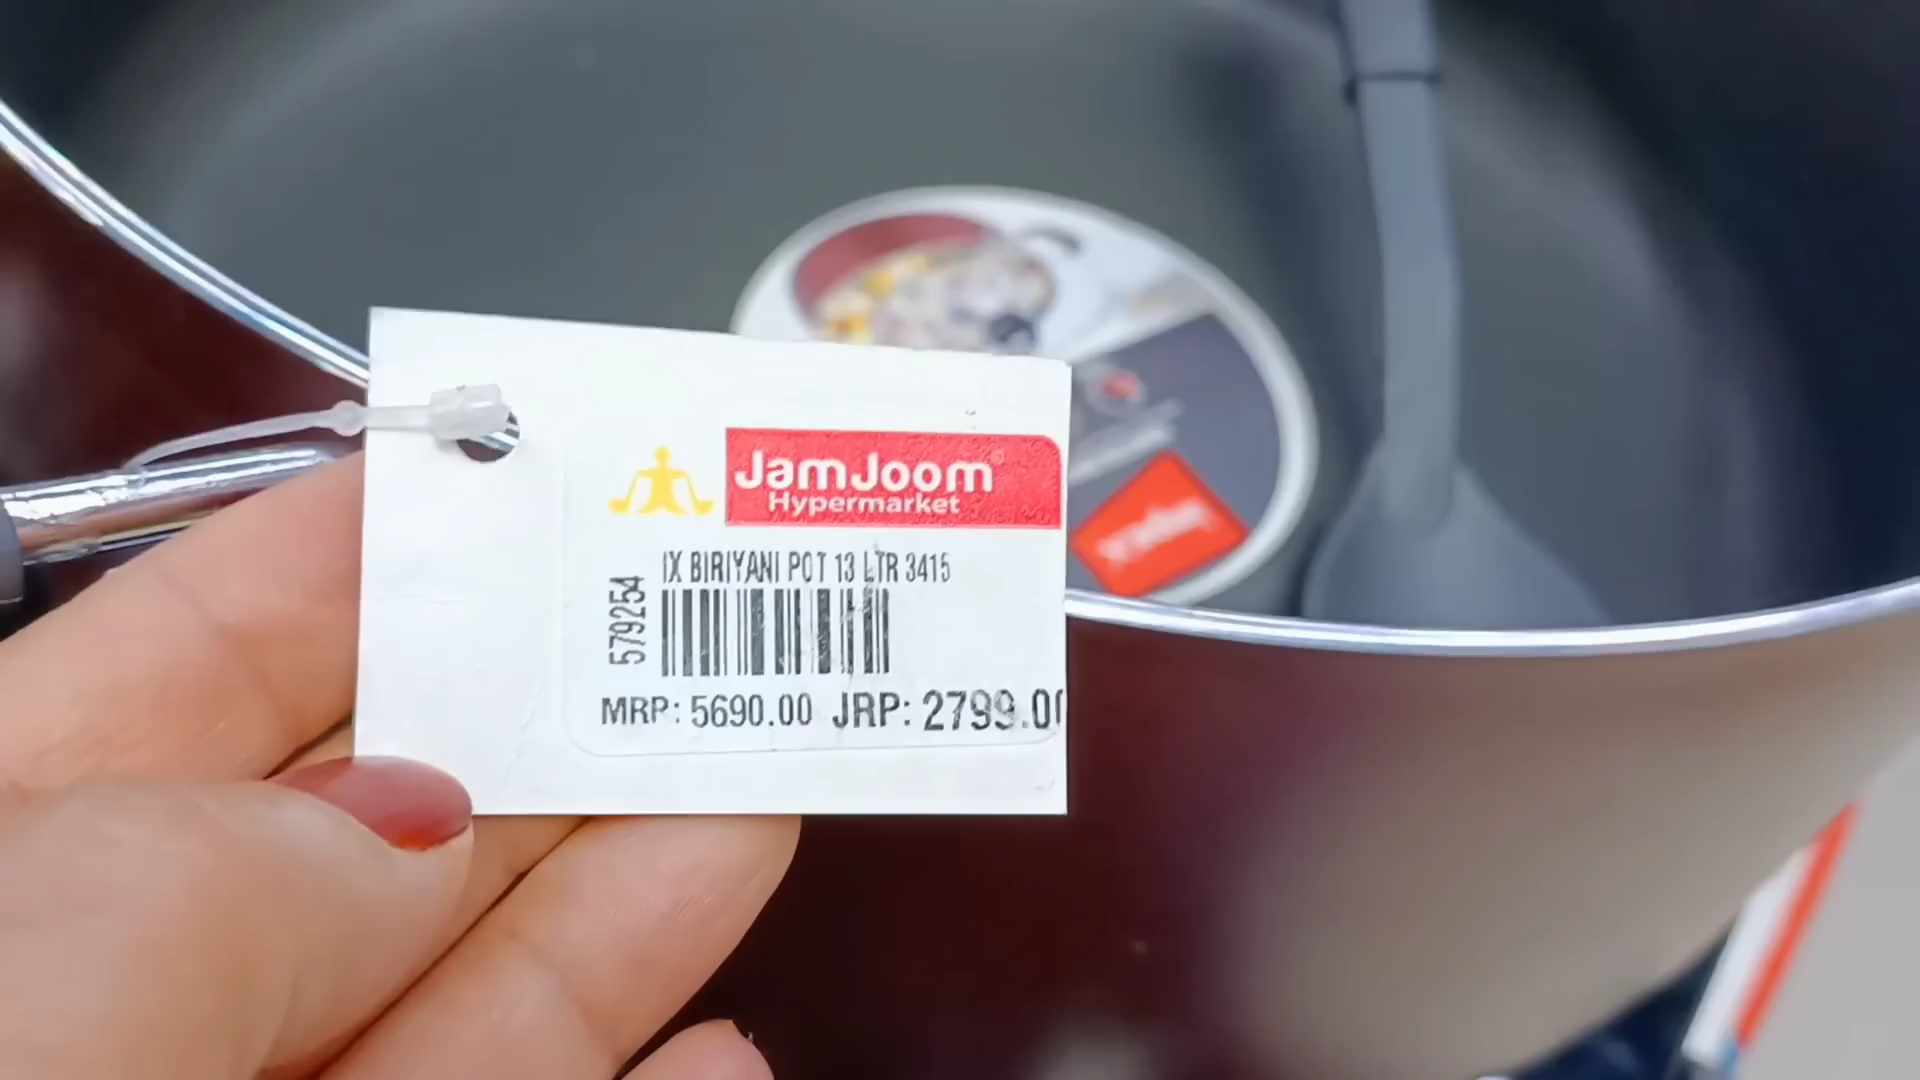 JamJoom
Hypermarket
IX BIRIYANI POT 13 LTR 3415
579254
MRP: 5690.00 JRP: 2799.00